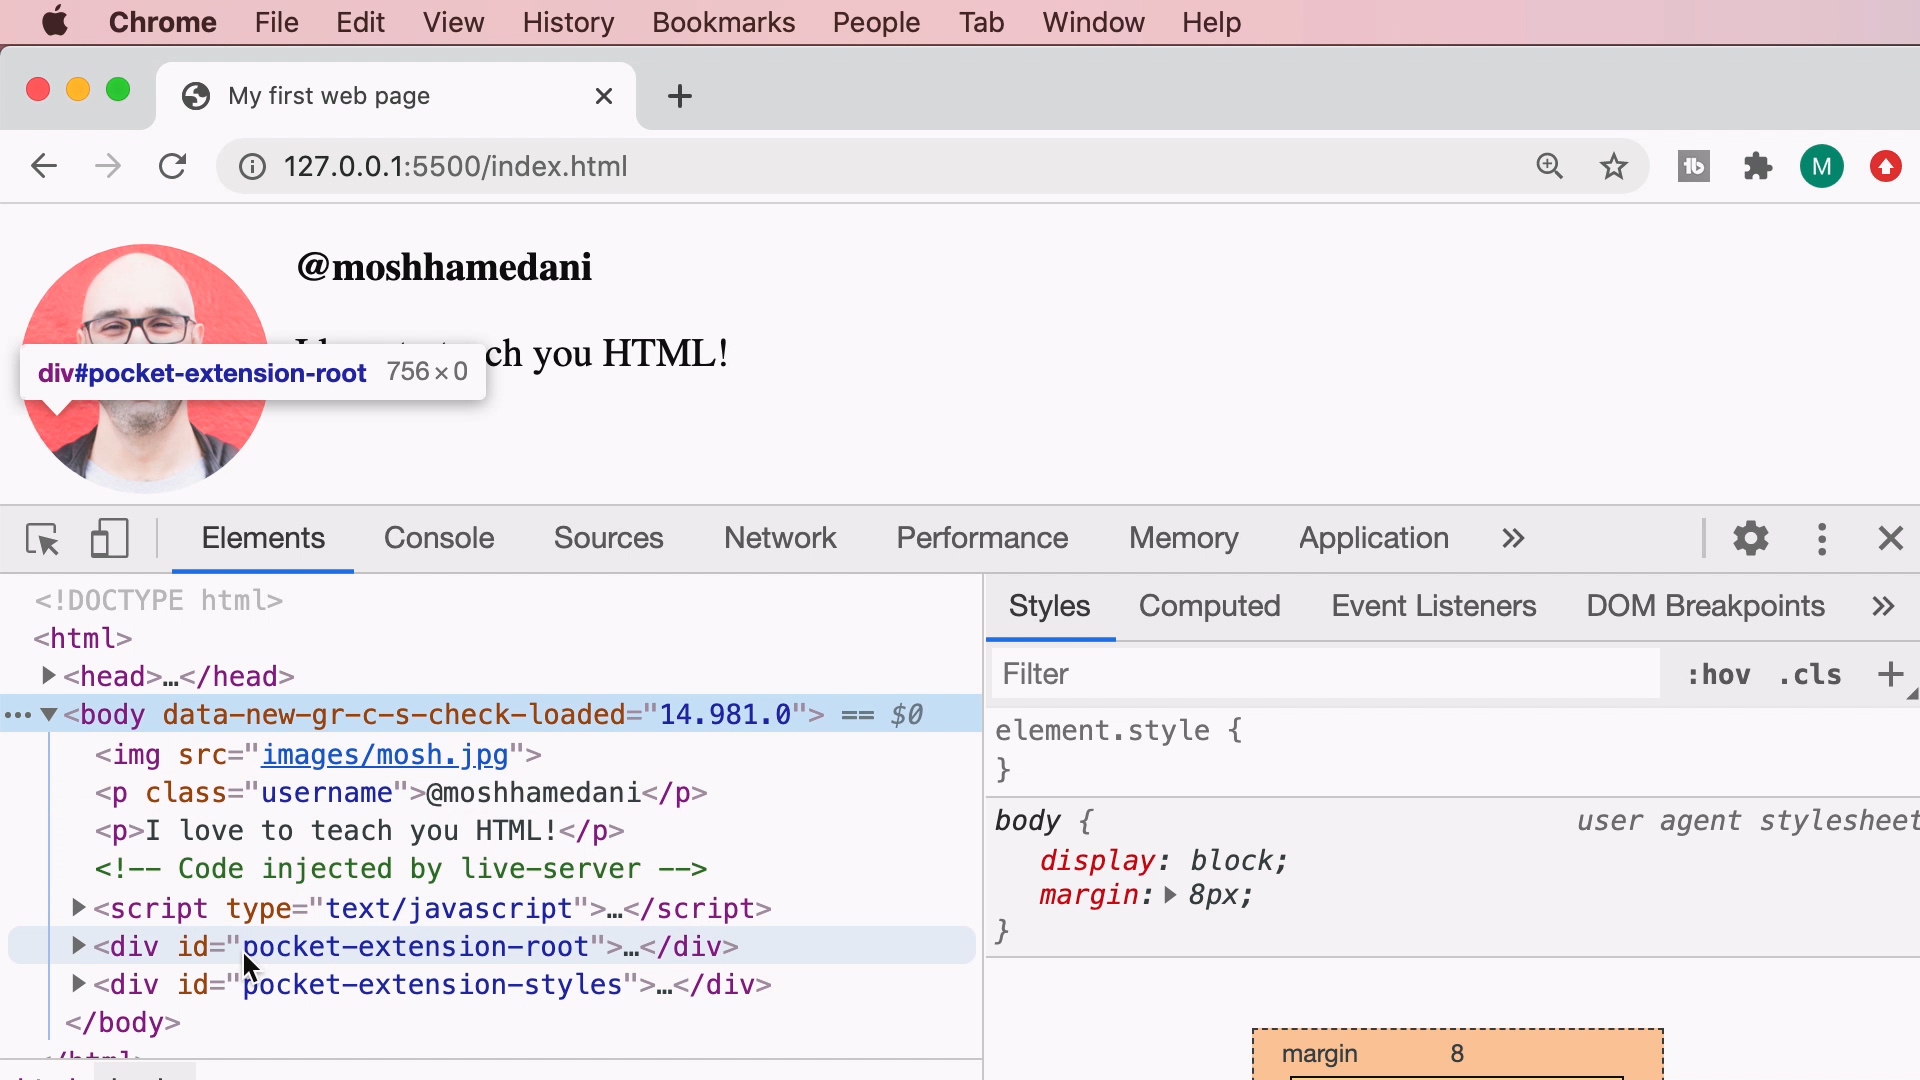 Chrome File Edit View History Bookmarks People Tab Window Help
My first web page
127.0.0.1:5500/index.html
M
@moshhamedani
ch you HTML!
div#pocket-extension-root 756×0
Elements Console Sources Network Performance Memory Application »
<!DOCTYPE html>
<html>
<head>…</head>
<body data-new-gr-c-s-check-loaded="14.981.0"> == $0
<img src="images/mosh.jpg">
<p class="username">@moshhamedani</p>
<p>I love to teach you HTML!</p>
<!-- Code injected by live-server -->
<script type="text/javascript">…</script>
<div id="pocket-extension-root">…</div>
<div id="pocket-extension-styles">…</div>
</body>
Styles Computed Event Listeners DOM Breakpoints »
Filter :hov .cls +
element.style {
}
body { user agent stylesheet
display: block;
margin: 8px;
}
margin 8